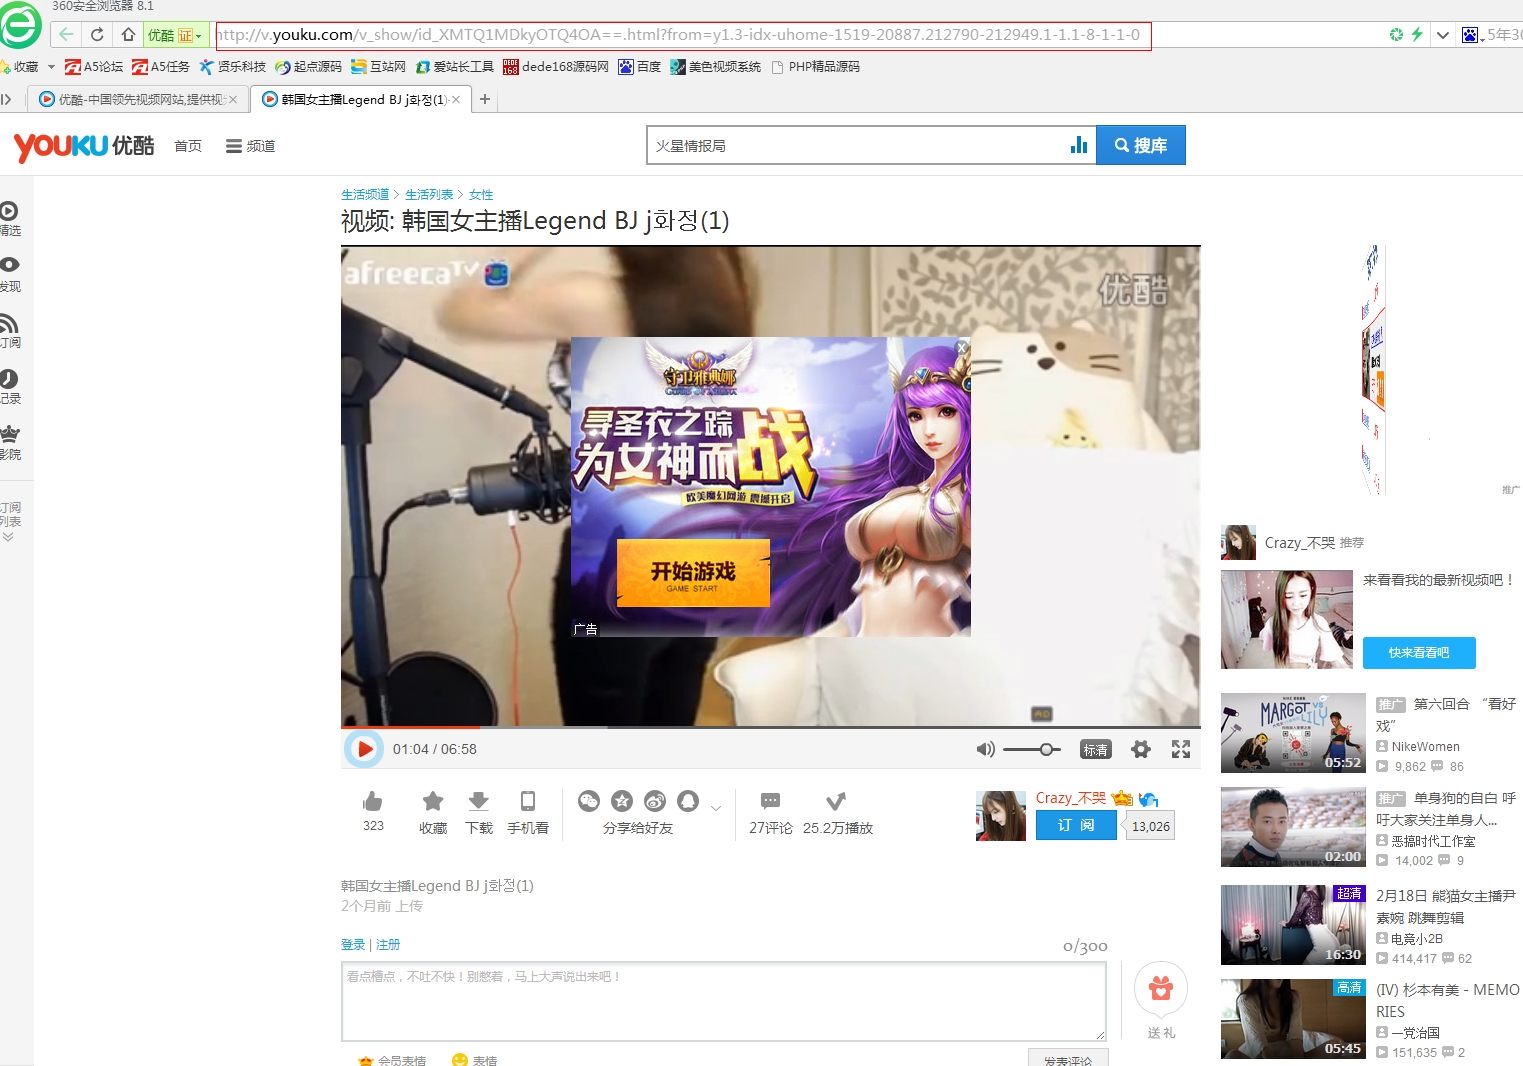 360安全浏览器 8.1
优酷 证
http://v.youku.com/v_show/id_XMTQ1MDkyOTQ4OA==.html?from=y1.3-idx-uhome-1519-20887.212790-212949.1-1.1-8-1-1-0
收藏 A5论坛 A5任务 贤乐科技 起点源码 互站网 爱站长工具 dede168源码网 百度 美色视频系统 PHP精品源码
优酷-中国领先视频网站,提供视
韩国女主播Legend BJ j화정(1)
YOUKU 优酷 首页 频道
火星情报局
搜库
精选
发现
订阅
记录
影院
订阅
列表
生活频道 > 生活列表 > 女性
视频: 韩国女主播Legend BJ j화정(1)
afreecaTV
优酷
守卫雅典娜
寻圣衣之踪
为女神而战
欧美魔幻网游 震撼开启
开始游戏
GAME START
广告
AD
01:04 / 06:58
标清
323
收藏
下载
手机看
分享给好友
27评论
25.2万播放
Crazy_不哭
订 阅
13,026
韩国女主播Legend BJ j화정(1)
2个月前 上传
登录 | 注册
0/300
看点槽点，不吐不快！别憋着，马上大声说出来吧！
送 礼
会员表情 表情
发表评论
推广
Crazy_不哭 推荐
来看看我的最新视频吧！
快来看看吧
MARGOT VS LILY
05:52
推广 第六回合 “看好
戏”
NikeWomen
9,862 86
02:00
推广 单身狗的自白 呼
吁大家关注单身人...
恶搞时代工作室
14,002 9
超清
16:30
2月18日 熊猫女主播尹
素婉 跳舞剪辑
电竞小2B
414,417 62
高清
05:45
(IV) 杉本有美 - MEMO
RIES
一党治国
151,635 2